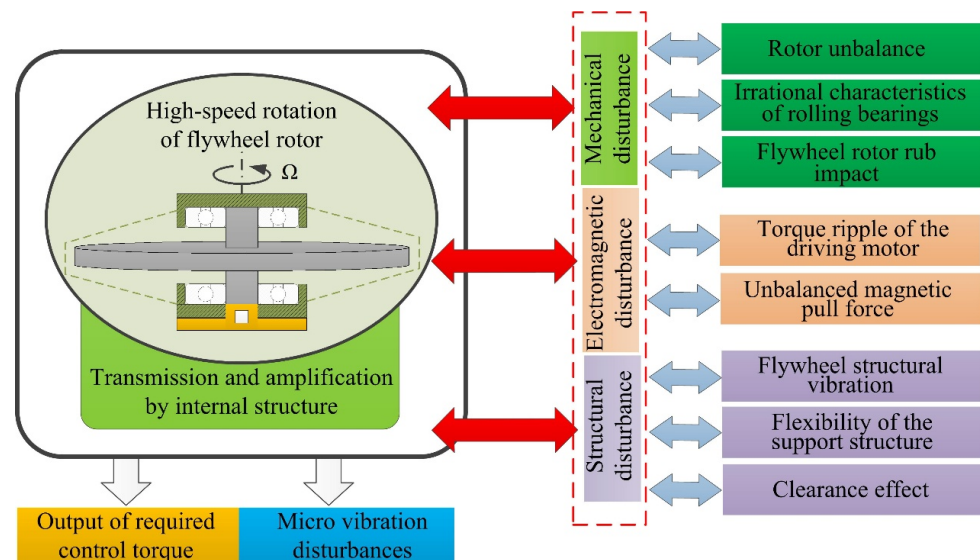 High-speed rotation
of flywheel rotor
Ω
Transmission and amplification
by internal structure
Output of required
control torque
Micro vibration
disturbances
Mechanical
disturbance
Electromagnetic
disturbance
Structural
disturbance
Rotor unbalance
Irrational characteristics
of rolling bearings
Flywheel rotor rub
impact
Torque ripple of the
driving motor
Unbalanced magnetic
pull force
Flywheel structural
vibration
Flexibility of the
support structure
Clearance effect